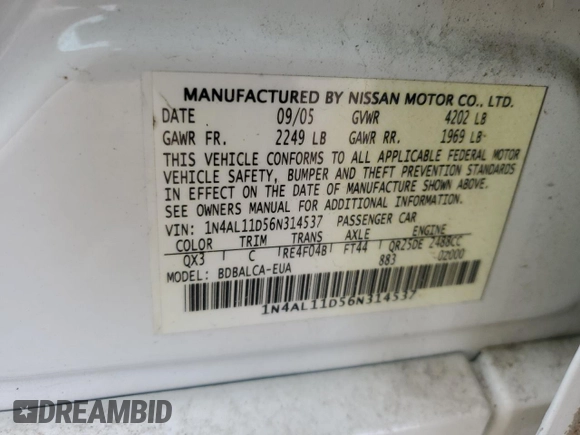 MANUFACTURED BY NISSAN MOTOR CO., LTD.
DATE 09/05 GVWR 4202 LB
GAWR FR. 2249 LB GAWR RR. 1969 LB
THIS VEHICLE CONFORMS TO ALL APPLICABLE FEDERAL MOTOR
VEHICLE SAFETY, BUMPER AND THEFT PREVENTION STANDARDS
IN EFFECT ON THE DATE OF MANUFACTURE SHOWN ABOVE.
SEE OWNERS MANUAL FOR ADDITIONAL INFORMATION.
VIN: 1N4AL11D56N314537 PASSENGER CAR
COLOR TRIM TRANS AXLE ENGINE
QX3 C RE4F04B FT44 QR25DE 2488CC
MODEL: BDBALCA-EUA 883 02000
1N4AL11D56N314537
DREAMBID